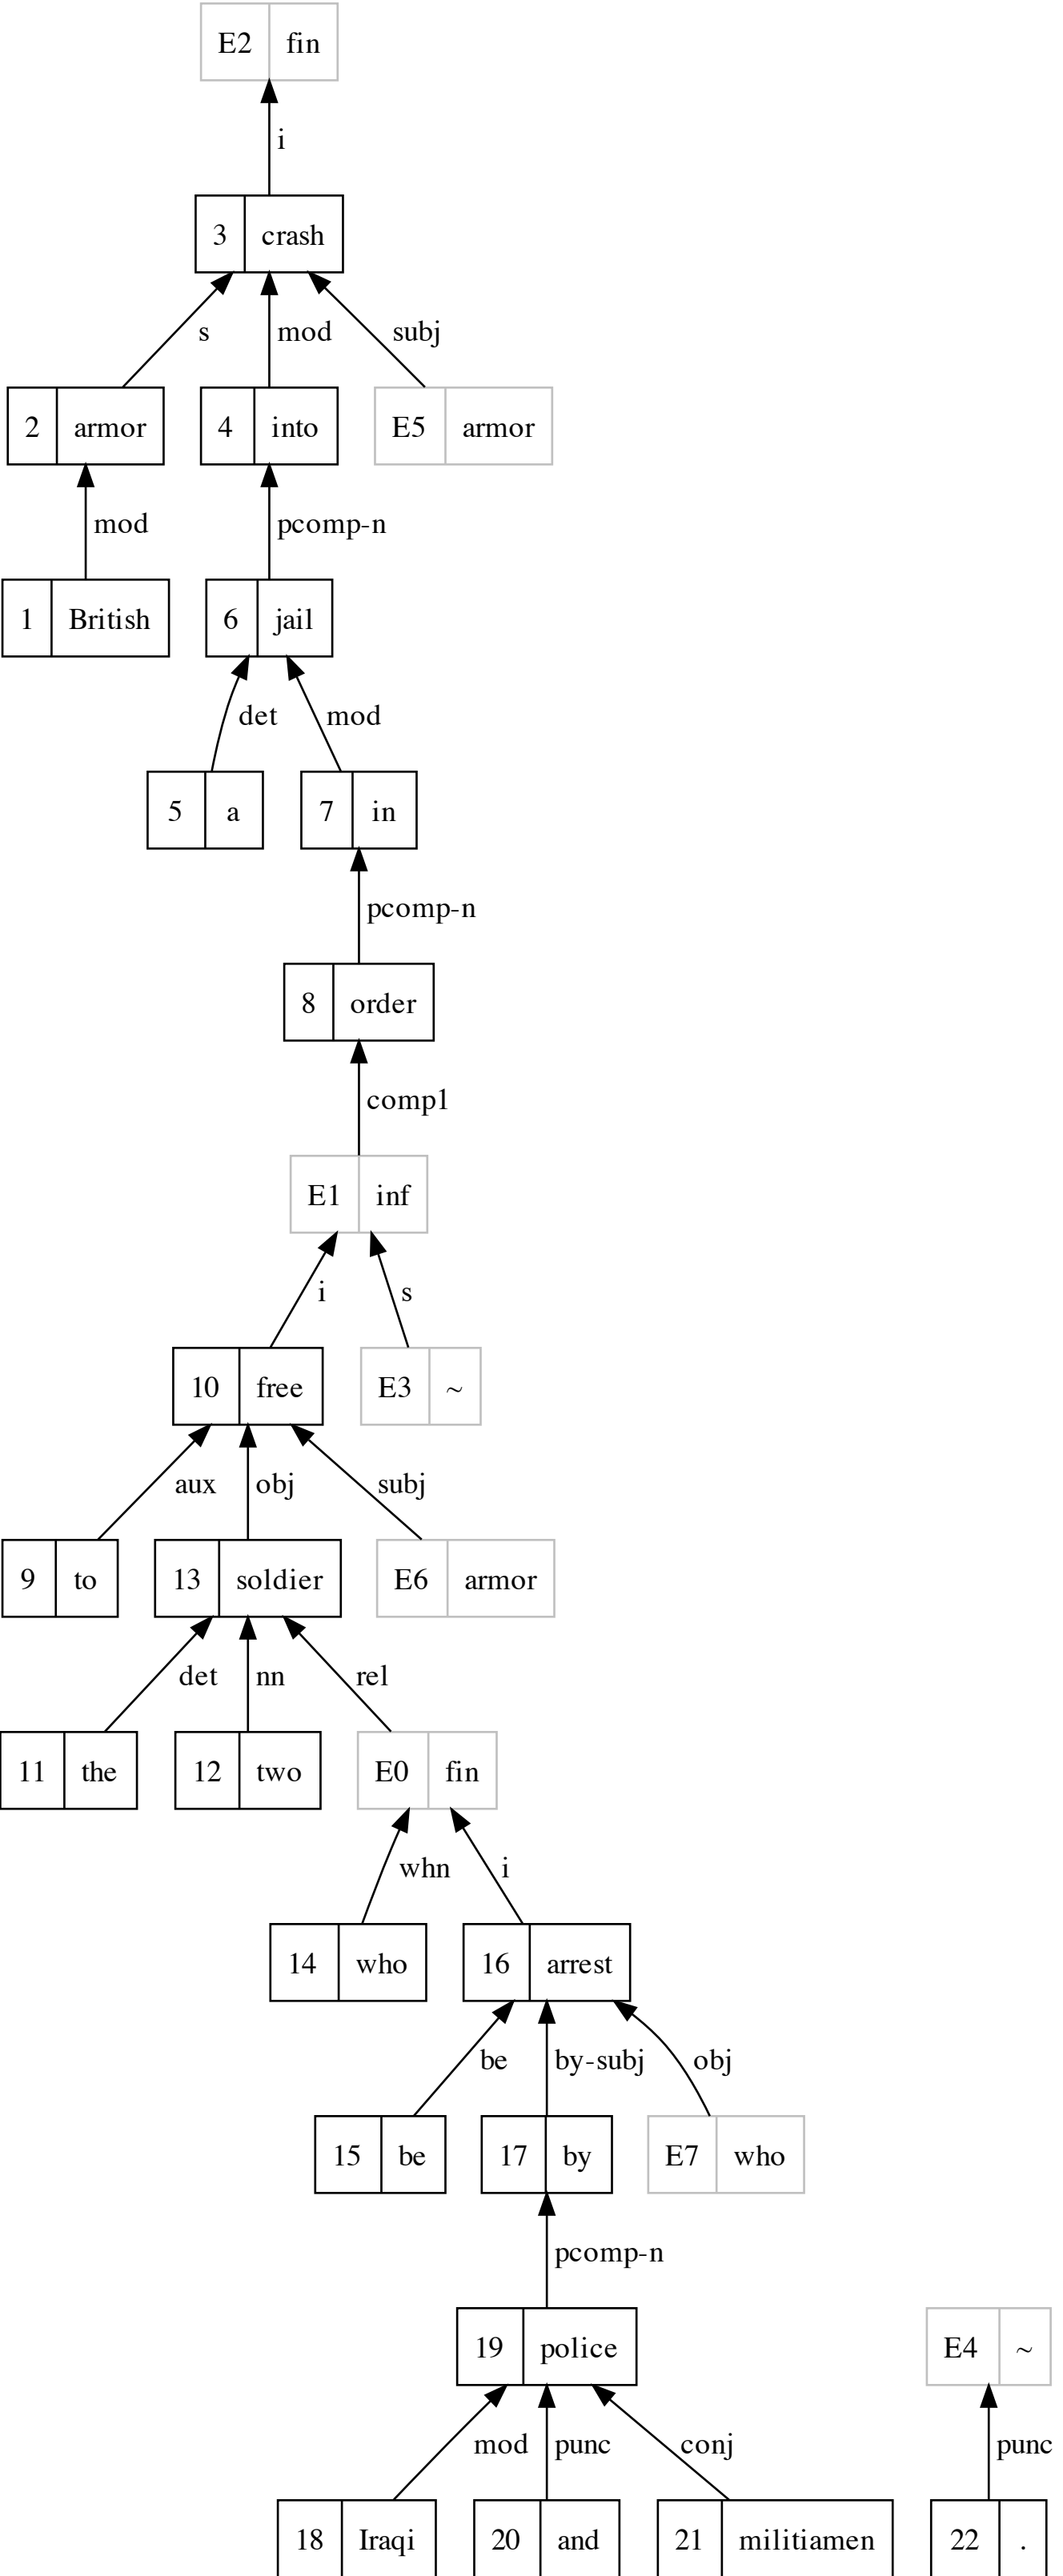 E2 fin
i
3 crash
s mod subj
2 armor 4 into E5 armor
mod pcomp-n
1 British 6 jail
det mod
5 a 7 in
pcomp-n
8 order
comp1
E1 inf
i s
10 free E3 ~
aux obj subj
9 to 13 soldier E6 armor
det nn rel
11 the 12 two E0 fin
whn i
14 who 16 arrest
be by-subj obj
15 be 17 by E7 who
pcomp-n
19 police E4 ~
mod punc conj punc
18 Iraqi 20 and 21 militiamen 22 .